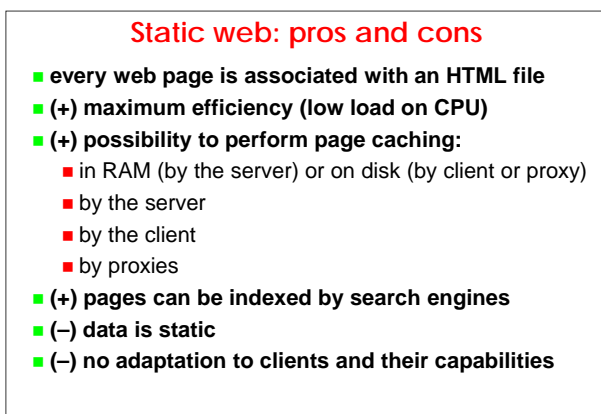 Static web: pros and cons
every web page is associated with an HTML file
(+) maximum efficiency (low load on CPU)
(+) possibility to perform page caching:
in RAM (by the server) or on disk (by client or proxy)
by the server
by the client
by proxies
(+) pages can be indexed by search engines
(–) data is static
(–) no adaptation to clients and their capabilities